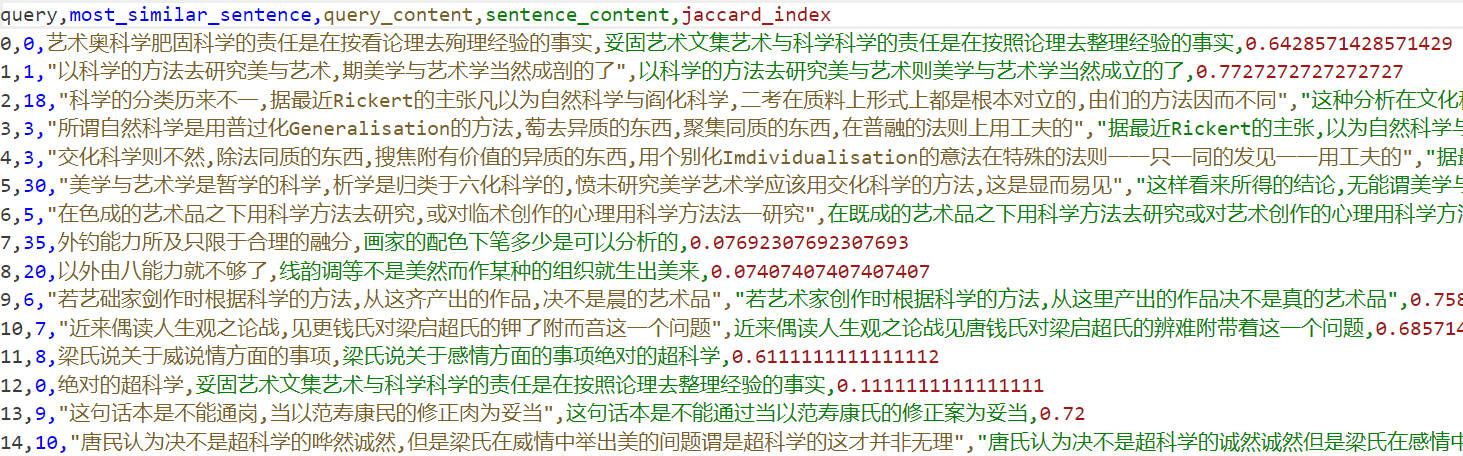 query,most_similar_sentence,query_content,sentence_content,jaccard_index
0,0,艺术奥科学肥固科学的责任是在按看论理去殉理经验的事实,妥固艺术文集艺术与科学科学的责任是在按照论理去整理经验的事实,0.6428571428571429
1,1,"以科学的方法去研究美与艺术,期美学与艺术学当然成剖的了",以科学的方法去研究美与艺术则美学与艺术学当然成立的了,0.7727272727272727
2,18,"科学的分类历来不一,据最近Rickert的主张凡以为自然科学与阎化科学,二考在质料上形式上都是根本对立的,由们的方法因而不同","这种分析在文化科
3,3,"所谓自然科学是用普过化Generalisation的方法,萄去异质的东西,聚集同质的东西,在普融的法则上用工夫的","据最近Rickert的主张,以为自然科学与
4,3,"交化科学则不然,除法同质的东西,搜焦附有价值的异质的东西,用个别化Imdividualisation的意法在特殊的法则一一只一同的发见一一用工夫的","据最
5,30,"美学与艺术学是暂学的科学,析学是归类于六化科学的,愤未研究美学艺术学应该用交化科学的方法,这是显而易见","这样看来所得的结论,无能谓美学与
6,5,"在色成的艺术品之下用科学方法去研究,或对临术创作的心理用科学方法法一研究",在既成的艺术品之下用科学方法去研究或对艺术创作的心理用科学方法
7,35,外钓能力所及只限于合理的融分,画家的配色下笔多少是可以分析的,0.07692307692307693
8,20,以外由八能力就不够了,线韵调等不是美然而作某种的组织就生出美来,0.07407407407407407
9,6,"若艺础家剑作时根据科学的方法,从这齐产出的作品,决不是晨的艺术品","若艺术家创作时根据科学的方法,从这里产出的作品决不是真的艺术品",0.758
10,7,"近来偶读人生观之论战,见更钱氏对梁启超氏的钾了附而音这一个问题",近来偶读人生观之论战见唐钱氏对梁启超氏的辨难附带着这一个问题,0.685714
11,8,梁氏说关于威说情方面的事项,梁氏说关于感情方面的事项绝对的超科学,0.6111111111111112
12,0,绝对的超科学,妥固艺术文集艺术与科学科学的责任是在按照论理去整理经验的事实,0.1111111111111111
13,9,"这句话本是不能通岗,当以范寿康民的修正肉为妥当",这句话本是不能通过当以范寿康氏的修正案为妥当,0.72
14,10,"唐民认为决不是超科学的哗然诚然,但是梁氏在威情中举出美的间题谓是超科学的这才并非无理","唐氏认为决不是超科学的诚然诚然但是梁氏在感情中